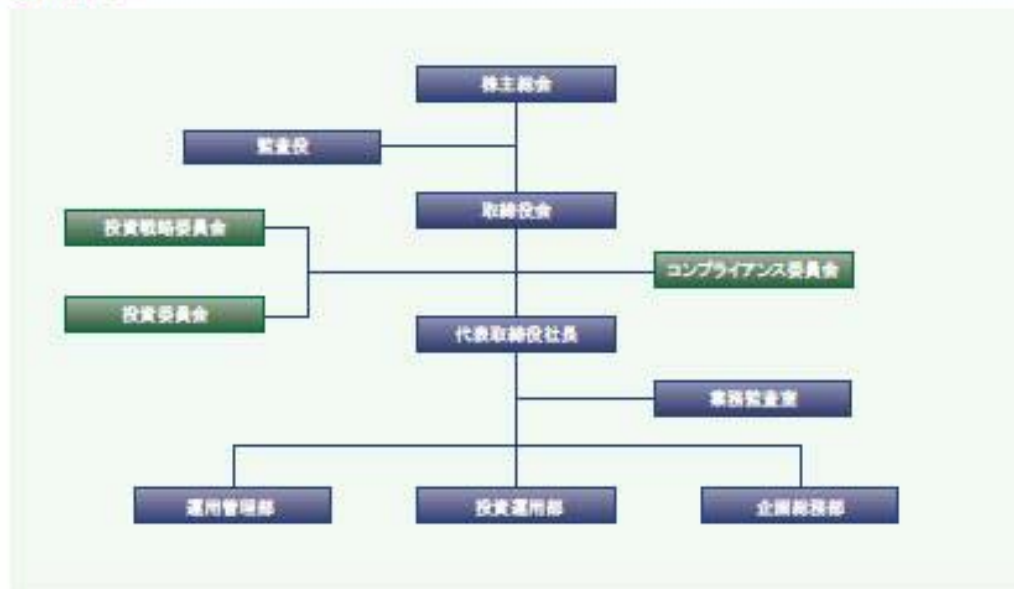 株主総会
監査役
取締役会
投資戦略委員会
コンプライアンス委員会
投資委員会
代表取締役社長
業務監査室
運用管理部
投資運用部
企画総務部